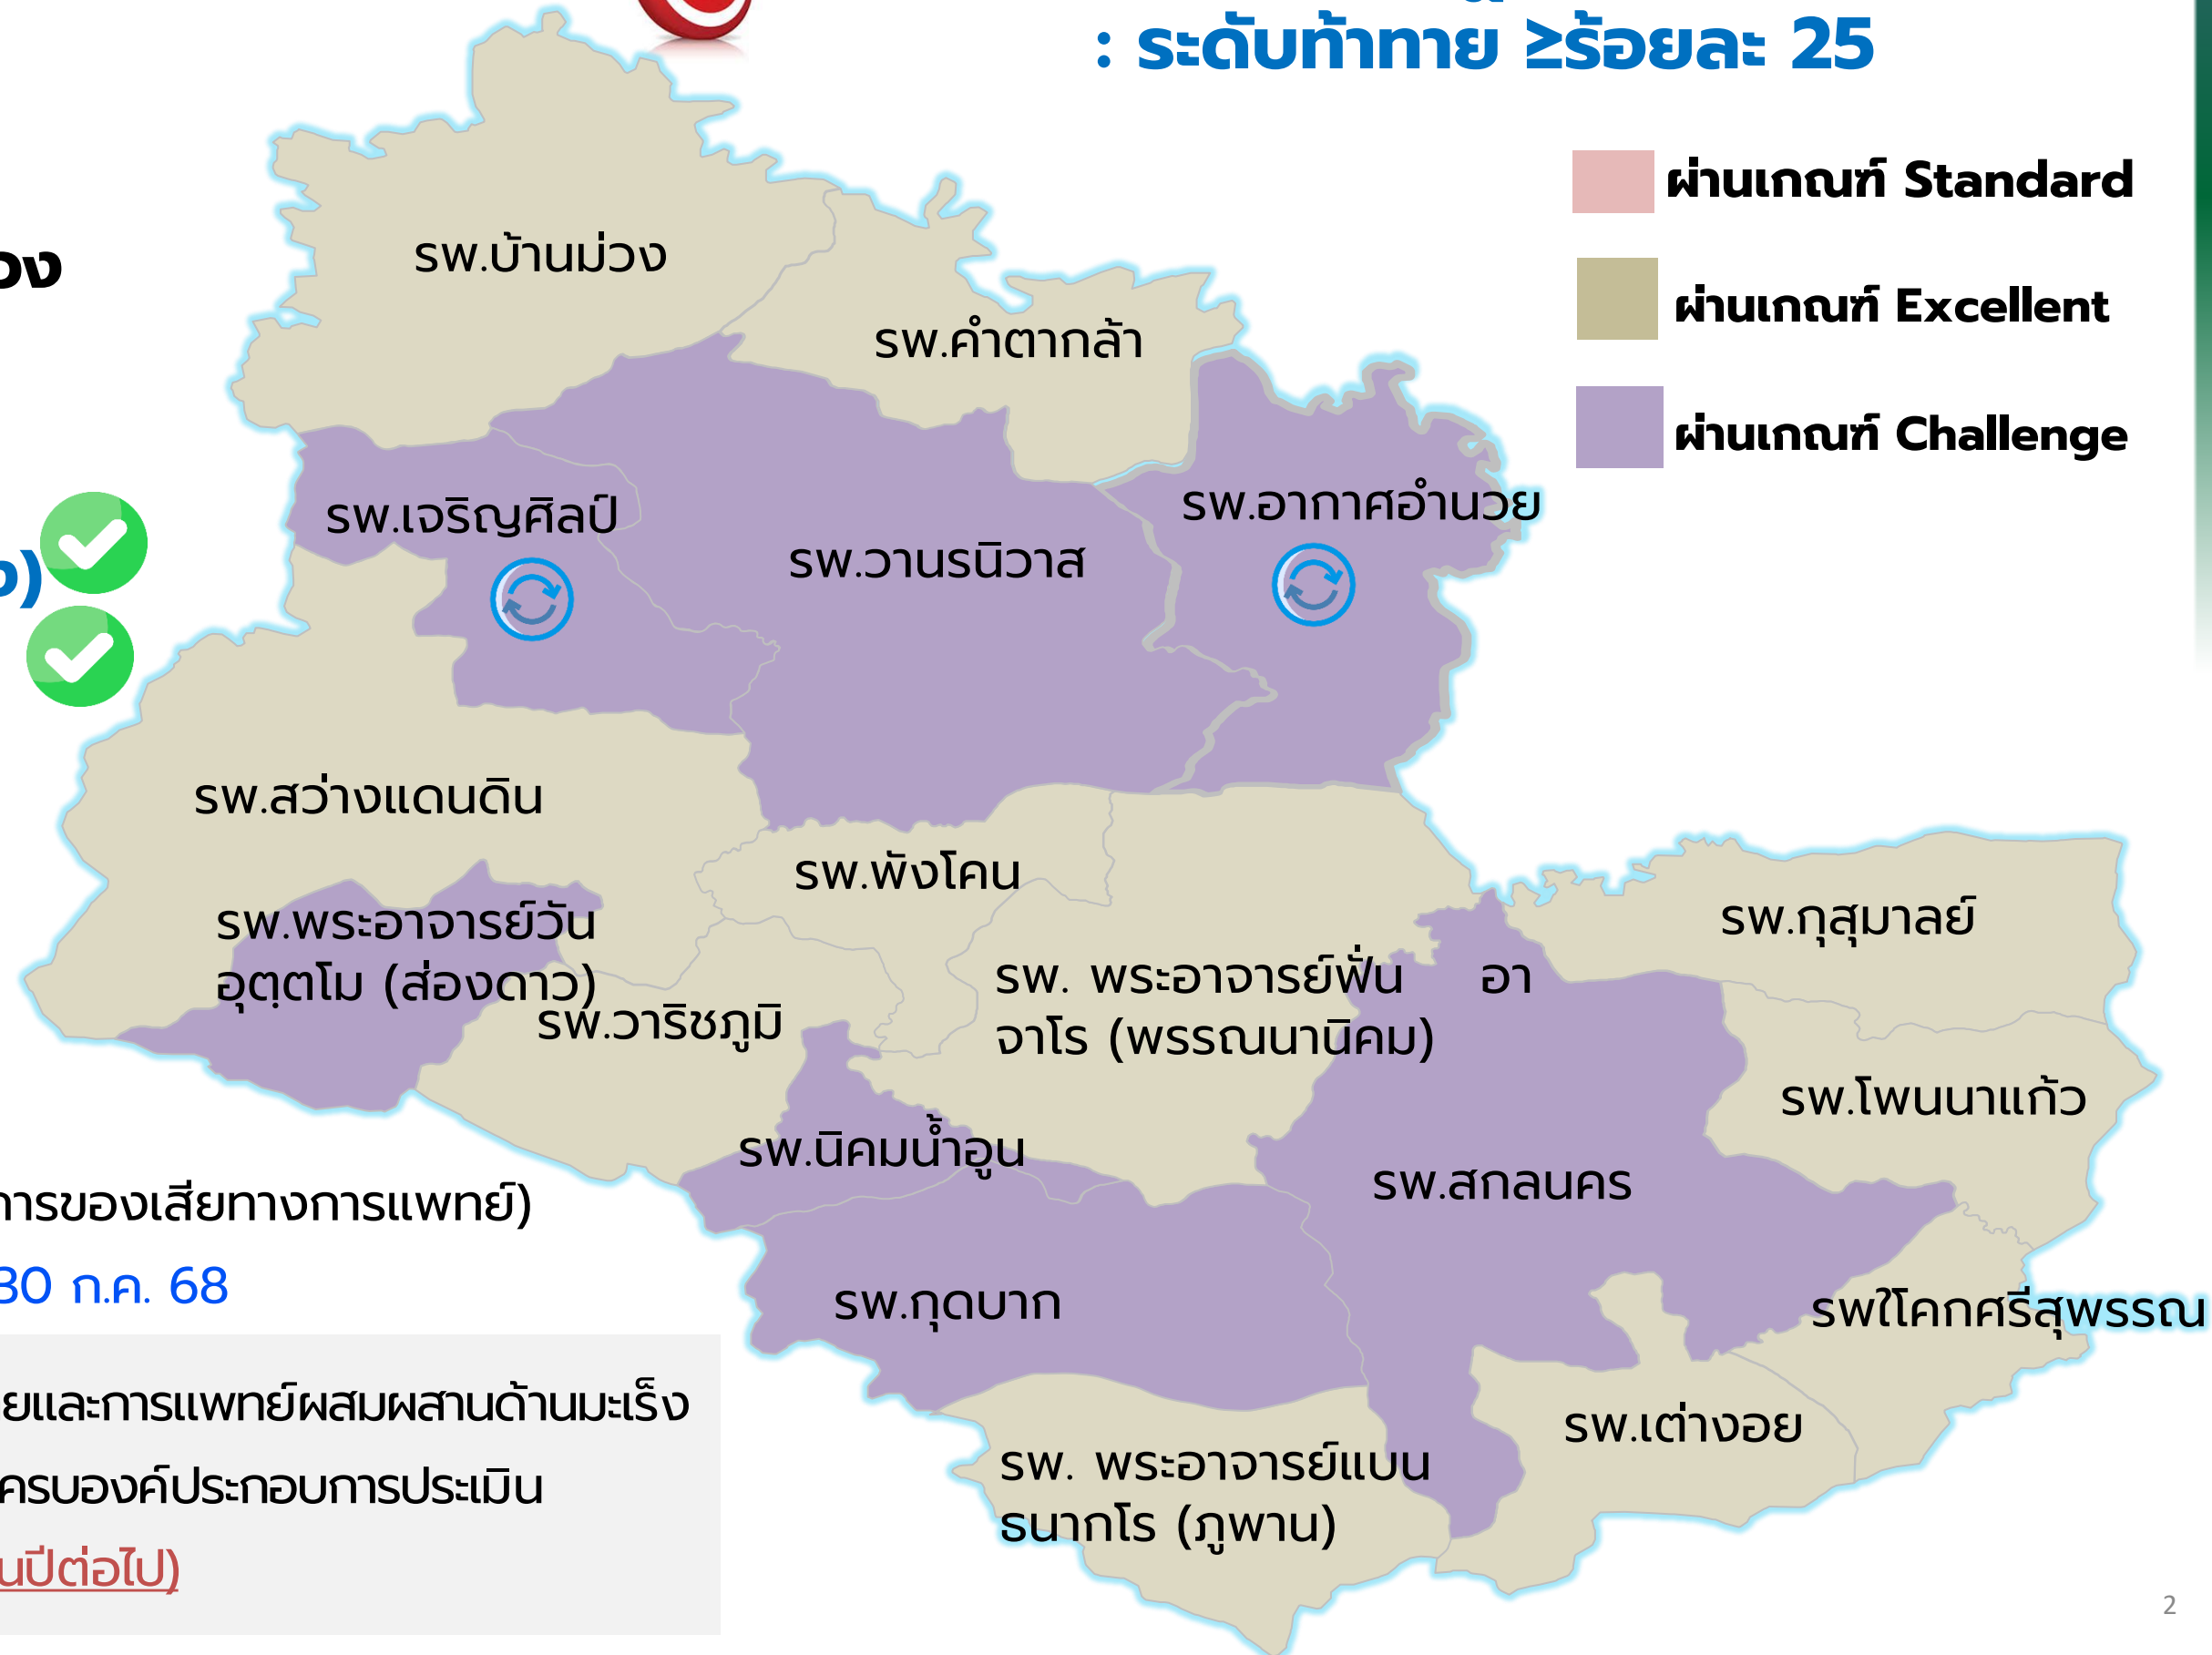 : ระดับท้าทาย ≥ร้อยละ 25
ผ่านเกณฑ์ Standard
ผ่านเกณฑ์ Excellent
ผ่านเกณฑ์ Challenge
รพ.บ้านม่วง
รพ.คำตากล้า
รพ.เจริญศิลป์
รพ.วานรนิวาส
รพ.อากาศอำนวย
รพ.สว่างแดนดิน
รพ.พังโคน
รพ.พระอาจารย์วัน
อุตฺตโม (ส่องดาว)
รพ.วาริชภูมิ
รพ. พระอาจารย์ฟั่น อา
จาโร (พรรณนานิคม)
รพ.กุสุมาลย์
รพ.โพนนาแก้ว
รพ.นิคมน้ำอูน
รพ.สกลนคร
รพ.กุดบาก
รพใโคกศรีสุพรรณ
รพ.เต่างอย
รพ. พระอาจารย์แบน
ธนากโร (ภูพาน)
การของเสียทางการแพทย์)
30 ก.ค. 68
ยและการแพทย์ผสมผสานด้านมะเร็ง
ครบองค์ประกอบการประเมิน
นปีต่อไป)
2